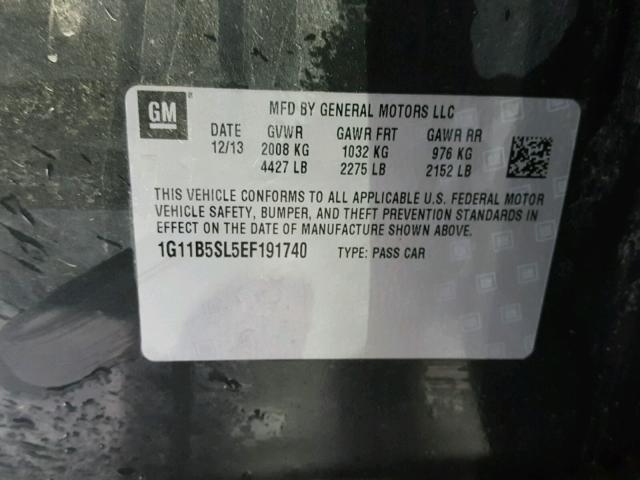 GM
MFD BY GENERAL MOTORS LLC
DATE GVWR GAWR FRT GAWR RR
12/13 2008 KG 1032 KG 976 KG
4427 LB 2275 LB 2152 LB
THIS VEHICLE CONFORMS TO ALL APPLICABLE U.S. FEDERAL MOTOR
VEHICLE SAFETY, BUMPER, AND THEFT PREVENTION STANDARDS IN
EFFECT ON THE DATE OF MANUFACTURE SHOWN ABOVE.
1G11B5SL5EF191740 TYPE: PASS CAR